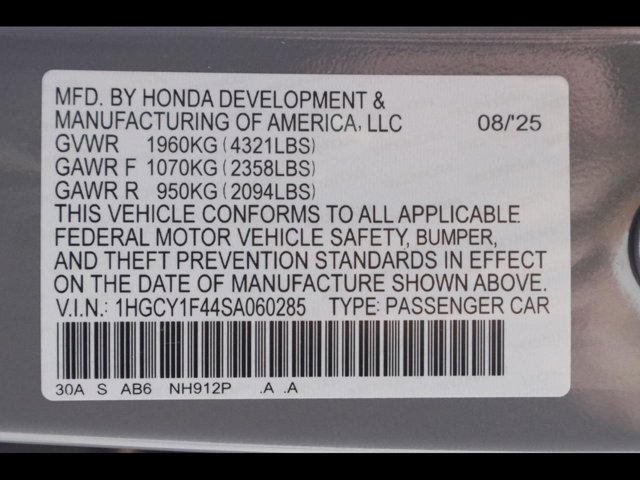 MFD. BY HONDA DEVELOPMENT &
MANUFACTURING OF AMERICA, LLC 08/'25
GVWR 1960KG (4321LBS)
GAWR F 1070KG (2358LBS)
GAWR R 950KG (2094LBS)
THIS VEHICLE CONFORMS TO ALL APPLICABLE
FEDERAL MOTOR VEHICLE SAFETY, BUMPER,
AND THEFT PREVENTION STANDARDS IN EFFECT
ON THE DATE OF MANUFACTURE SHOWN ABOVE.
V.I.N.: 1HGCY1F44SA060285 TYPE: PASSENGER CAR
30A S AB6 NH912P .A .A